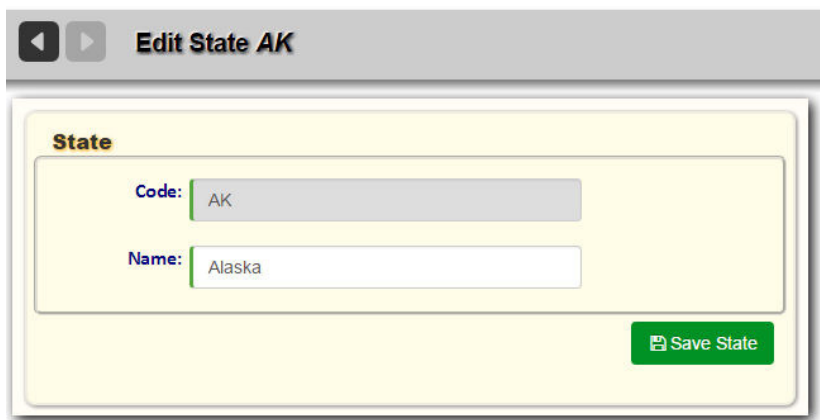 Edit State AK
State
Code: AK
Name: Alaska
Save State